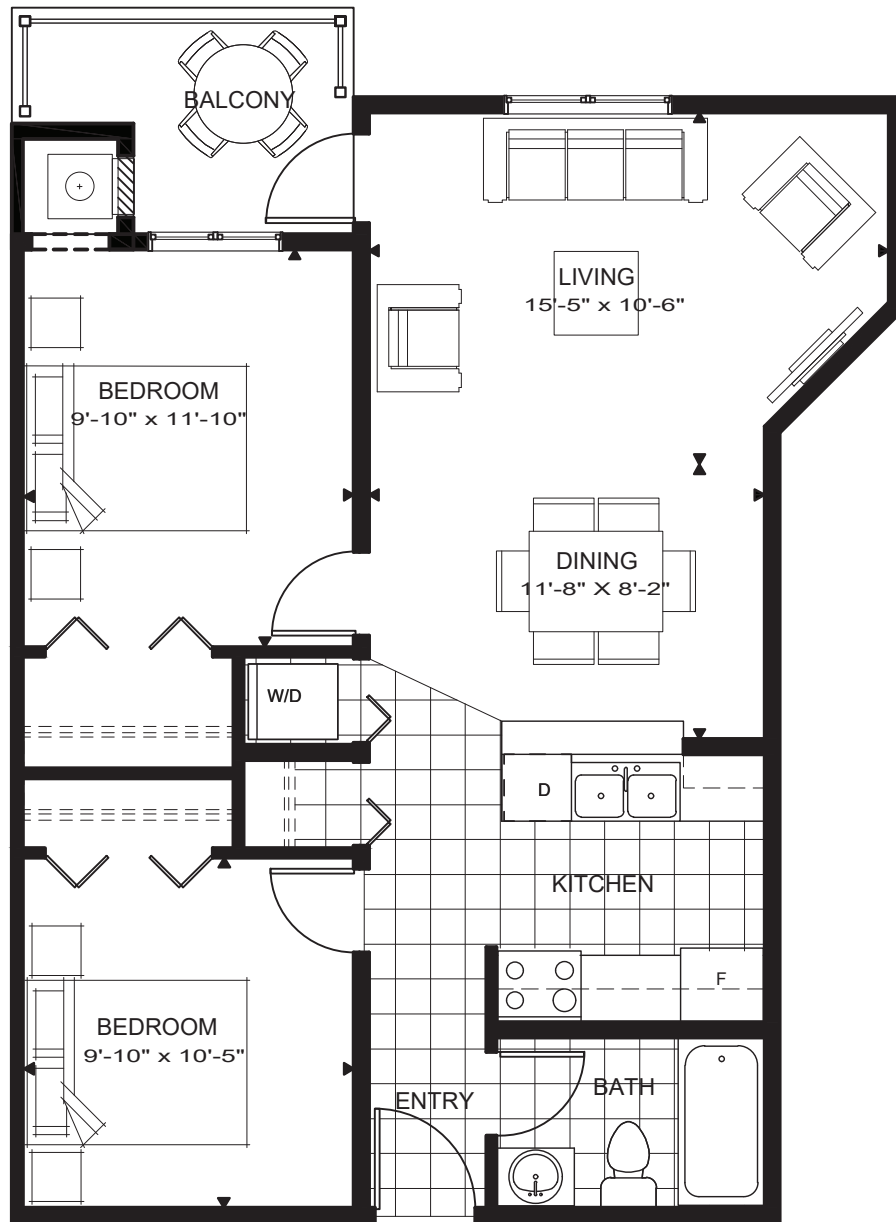 BALCONY
LIVING
15'-5" x 10'-6"
BEDROOM
9'-10" x 11'-10"
DINING
11'-8" X 8'-2"
W/D
D
KITCHEN
F
BEDROOM
9'-10" x 10'-5"
ENTRY
BATH